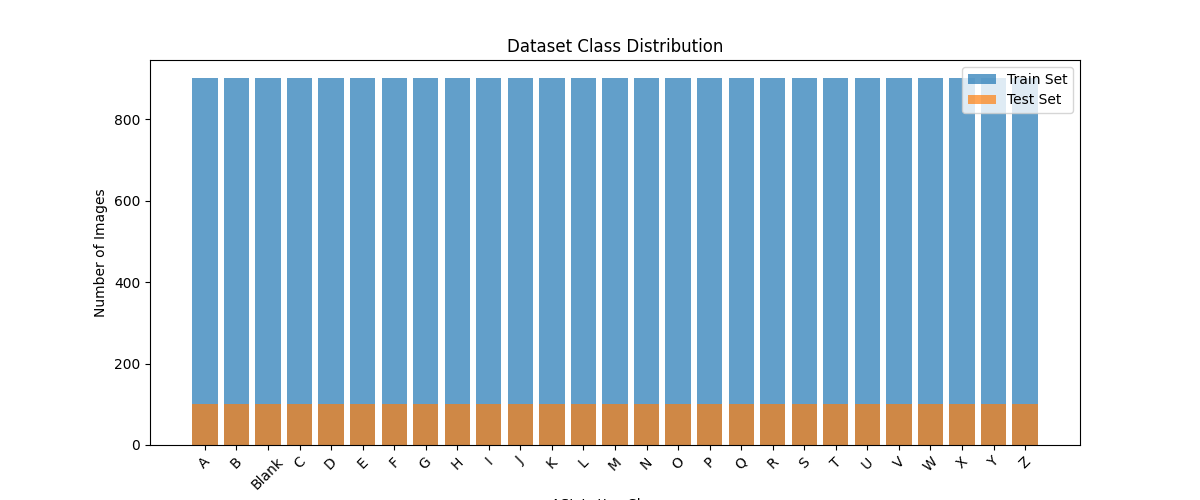 Dataset Class Distribution
Train Set
Test Set
Number of Images
800
600
400
200
0
A
B
Blank
C
D
E
F
G
H
I
J
K
L
M
N
O
P
Q
R
S
T
U
V
W
X
Y
Z